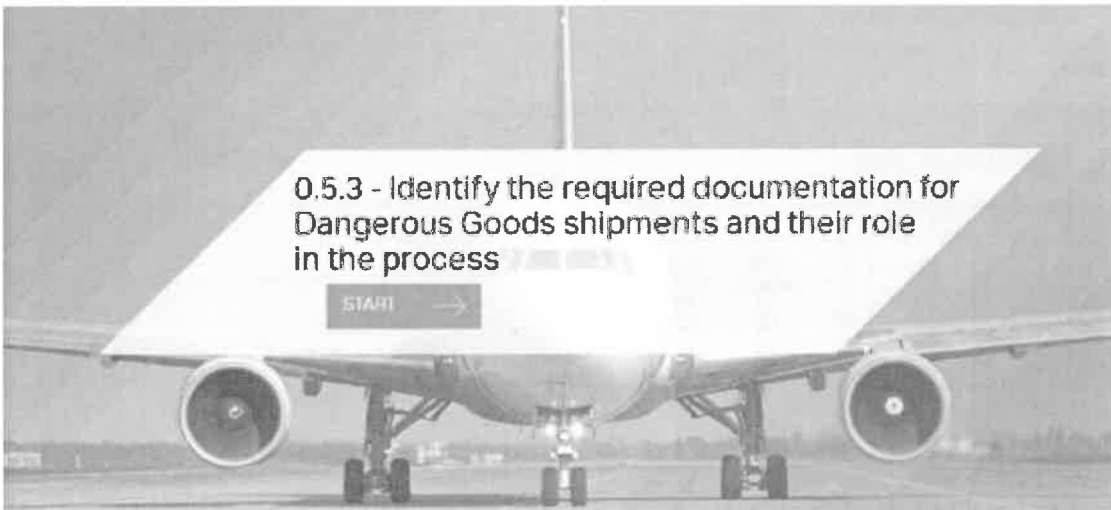 0.5.3 - Identify the required documentation for
Dangerous Goods shipments and their role
in the process
START